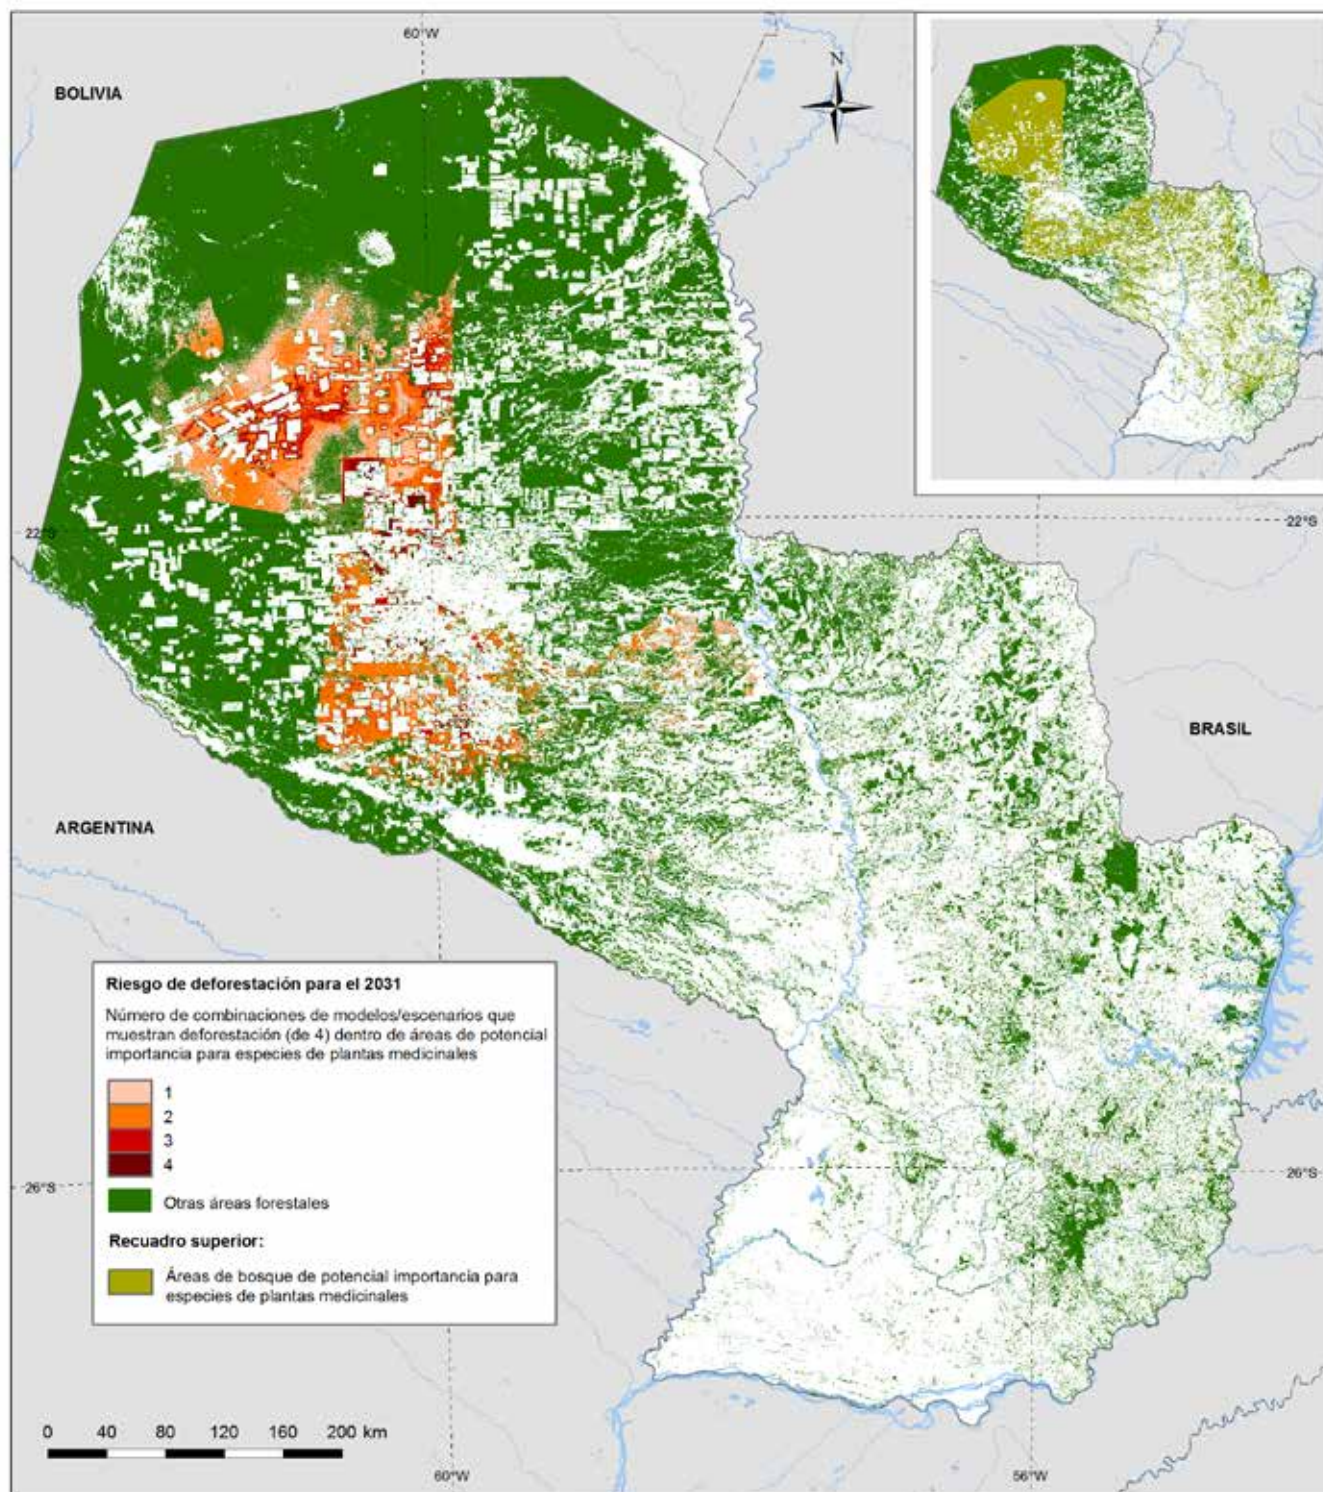 60°W
N
BOLIVIA
22°S
22°S
BRASIL
ARGENTINA
Riesgo de deforestación para el 2031
Número de combinaciones de modelos/escenarios que
muestran deforestación (de 4) dentro de áreas de potencial
importancia para especies de plantas medicinales
1
2
3
4
Otras áreas forestales
Recuadro superior:
Áreas de bosque de potencial importancia para
especies de plantas medicinales
26°S
26°S
0 40 80 120 160 200 km
60°W
56°W